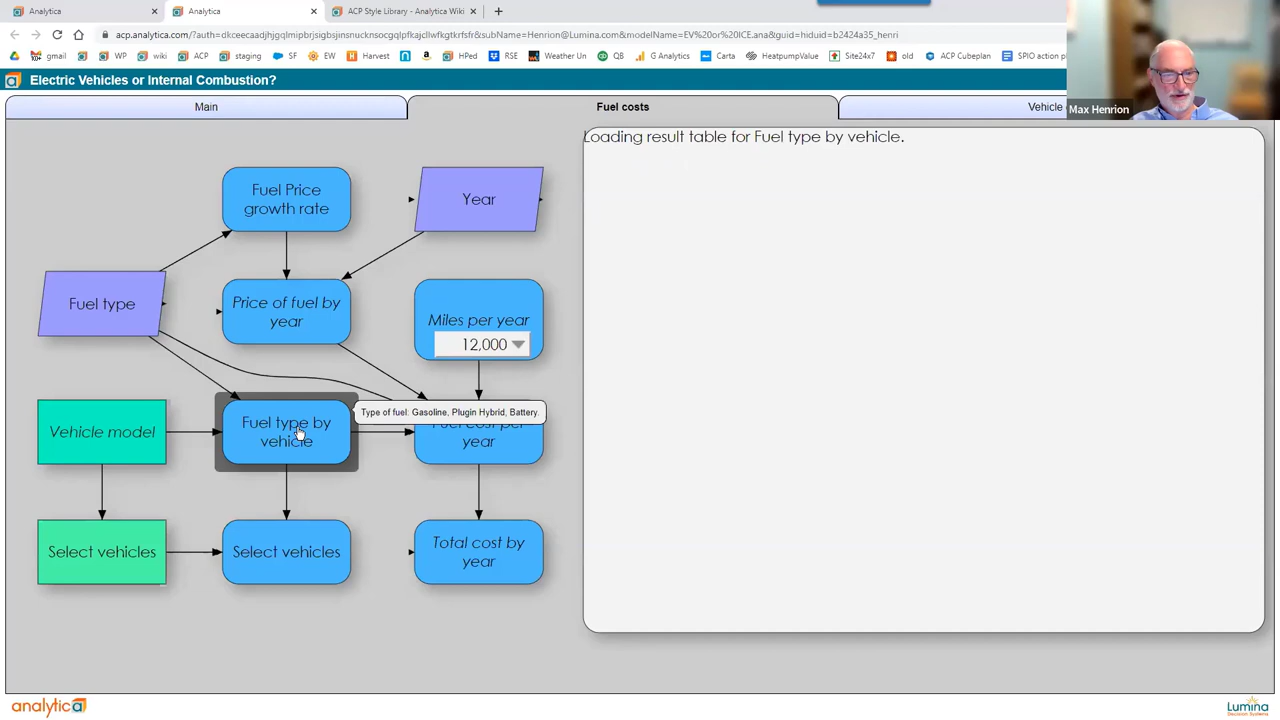 Analytica
Analytica
ACP Style Library - Analytica Wiki
acp.analytica.com/?auth=dkceecaadjhjgqlmipbrjsigbsjinsnucknsocgqlpfkajcllwfkgtkrfsfr&subName=Henrion@Lumina.com&modelName=EV%20or%20ICE.ana&guid=hiduid=b2424a35_henri
gmail
WP
wiki
ACP
staging
SF
EW
Harvest
HPed
RSE
Weather Un
QB
G Analytics
Carta
HeatpumpValue
Site24x7
old
ACP Cubeplan
SPIO action p
Electric Vehicles or Internal Combustion?
Max Henrion
Main
Fuel costs
Vehicle
Loading result table for Fuel type by vehicle.
Fuel Price
growth rate
Year
Fuel type
Price of fuel by
year
Miles per year
12,000
Vehicle model
Fuel type by
vehicle
Type of fuel: Gasoline, Plugin Hybrid, Battery.
Fuel cost per
year
Select vehicles
Select vehicles
Total cost by
year
analytica
Lumina
Decision Systems